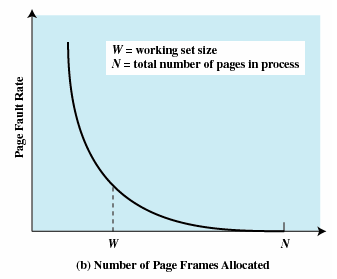 W = working set size
N = total number of pages in process
Page Fault Rate
W
N
(b) Number of Page Frames Allocated